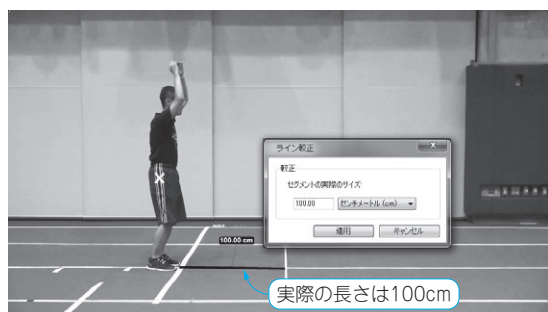 ライン較正
較正
セグメントの実際のサイズ:
100.00 センチメートル (cm)
適用 キャンセル
100.00 cm
実際の長さは100cm